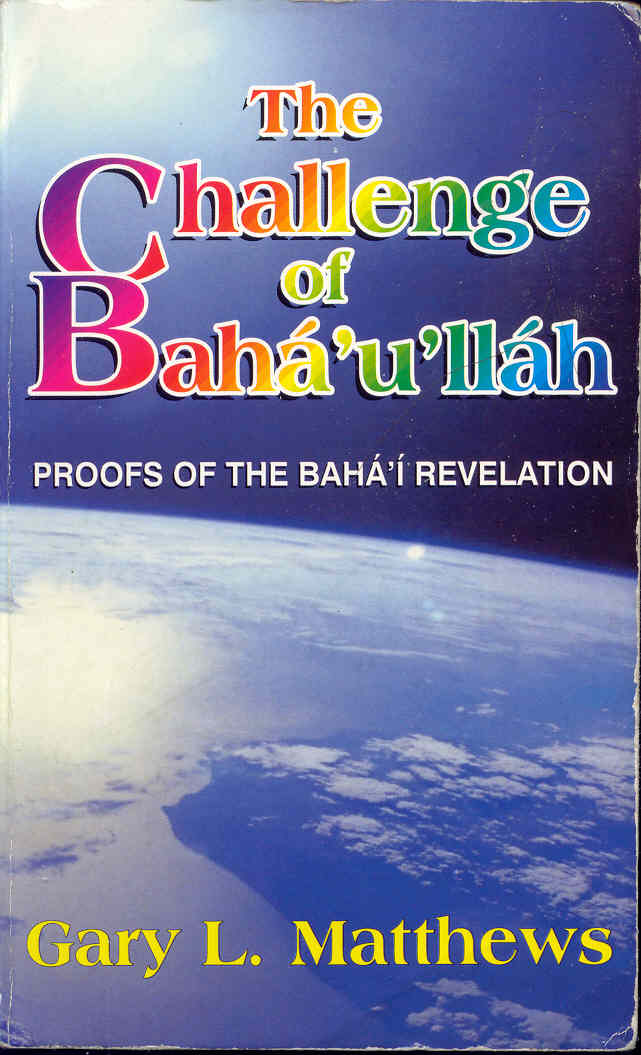 The
Challenge
of
Bahá'u'lláh
PROOFS OF THE BAHÁ'Í REVELATION
Gary L. Matthews